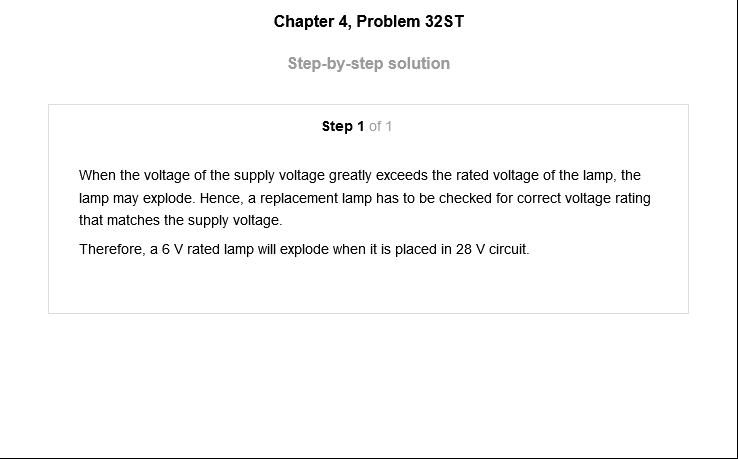 Chapter 4, Problem 32ST
Step-by-step solution
Step 1 of 1
When the voltage of the supply voltage greatly exceeds the rated voltage of the lamp, the
lamp may explode. Hence, a replacement lamp has to be checked for correct voltage rating
that matches the supply voltage.
Therefore, a 6 V rated lamp will explode when it is placed in 28 V circuit.